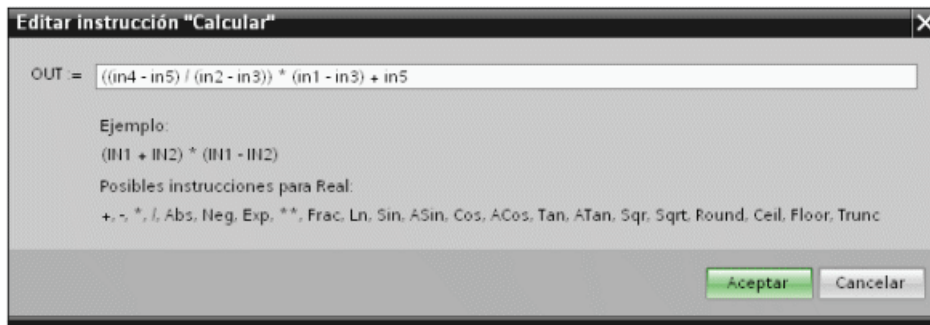 Editar instrucción "Calcular"
OUT := ((in4 - in5) / (in2 - in3)) * (in1 - in3) + in5
Ejemplo:
(IN1 + IN2) * (IN1 - IN2)
Posibles instrucciones para Real:
+, -, *, /, Abs, Neg, Exp, **, Frac, Ln, Sin, ASin, Cos, ACos, Tan, ATan, Sqr, Sqrt, Round, Ceil, Floor, Trunc
Aceptar Cancelar